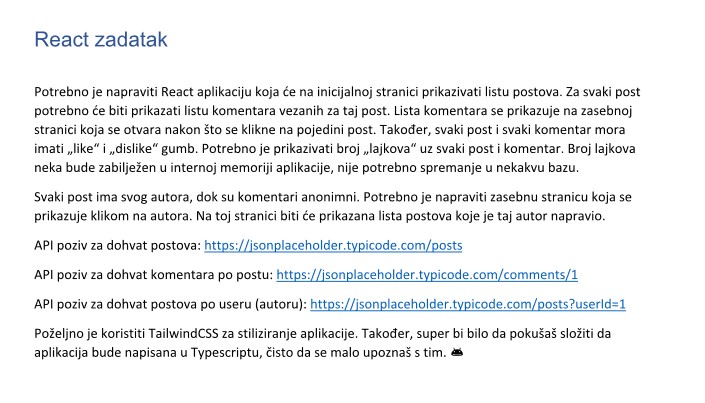 React zadatak
Potrebno je napraviti React aplikaciju koja će na inicijalnoj stranici prikazivati listu postova. Za svaki post
potrebno će biti prikazati listu komentara vezanih za taj post. Lista komentara se prikazuje na zasebnoj
stranici koja se otvara nakon što se klikne na pojedini post. Također, svaki post i svaki komentar mora
imati „like“ i „dislike“ gumb. Potrebno je prikazivati broj „lajkova“ uz svaki post i komentar. Broj lajkova
neka bude zabilježen u internoj memoriji aplikacije, nije potrebno spremanje u nekakvu bazu.
Svaki post ima svog autora, dok su komentari anonimni. Potrebno je napraviti zasebnu stranicu koja se
prikazuje klikom na autora. Na toj stranici biti će prikazana lista postova koje je taj autor napravio.
API poziv za dohvat postova: https://jsonplaceholder.typicode.com/posts
API poziv za dohvat komentara po postu: https://jsonplaceholder.typicode.com/comments/1
API poziv za dohvat postova po useru (autoru): https://jsonplaceholder.typicode.com/posts?userId=1
Poželjno je koristiti TailwindCSS za stiliziranje aplikacije. Također, super bi bilo da pokušaš složiti da
aplikacija bude napisana u Typescriptu, čisto da se malo upoznaš s tim.